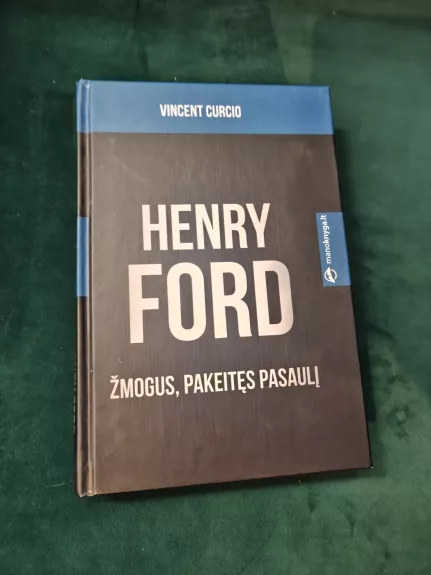 VINCENT CURCIO
HENRY
FORD
ŽMOGUS, PAKEITĘS PASAULĮ
manoknyga.lt